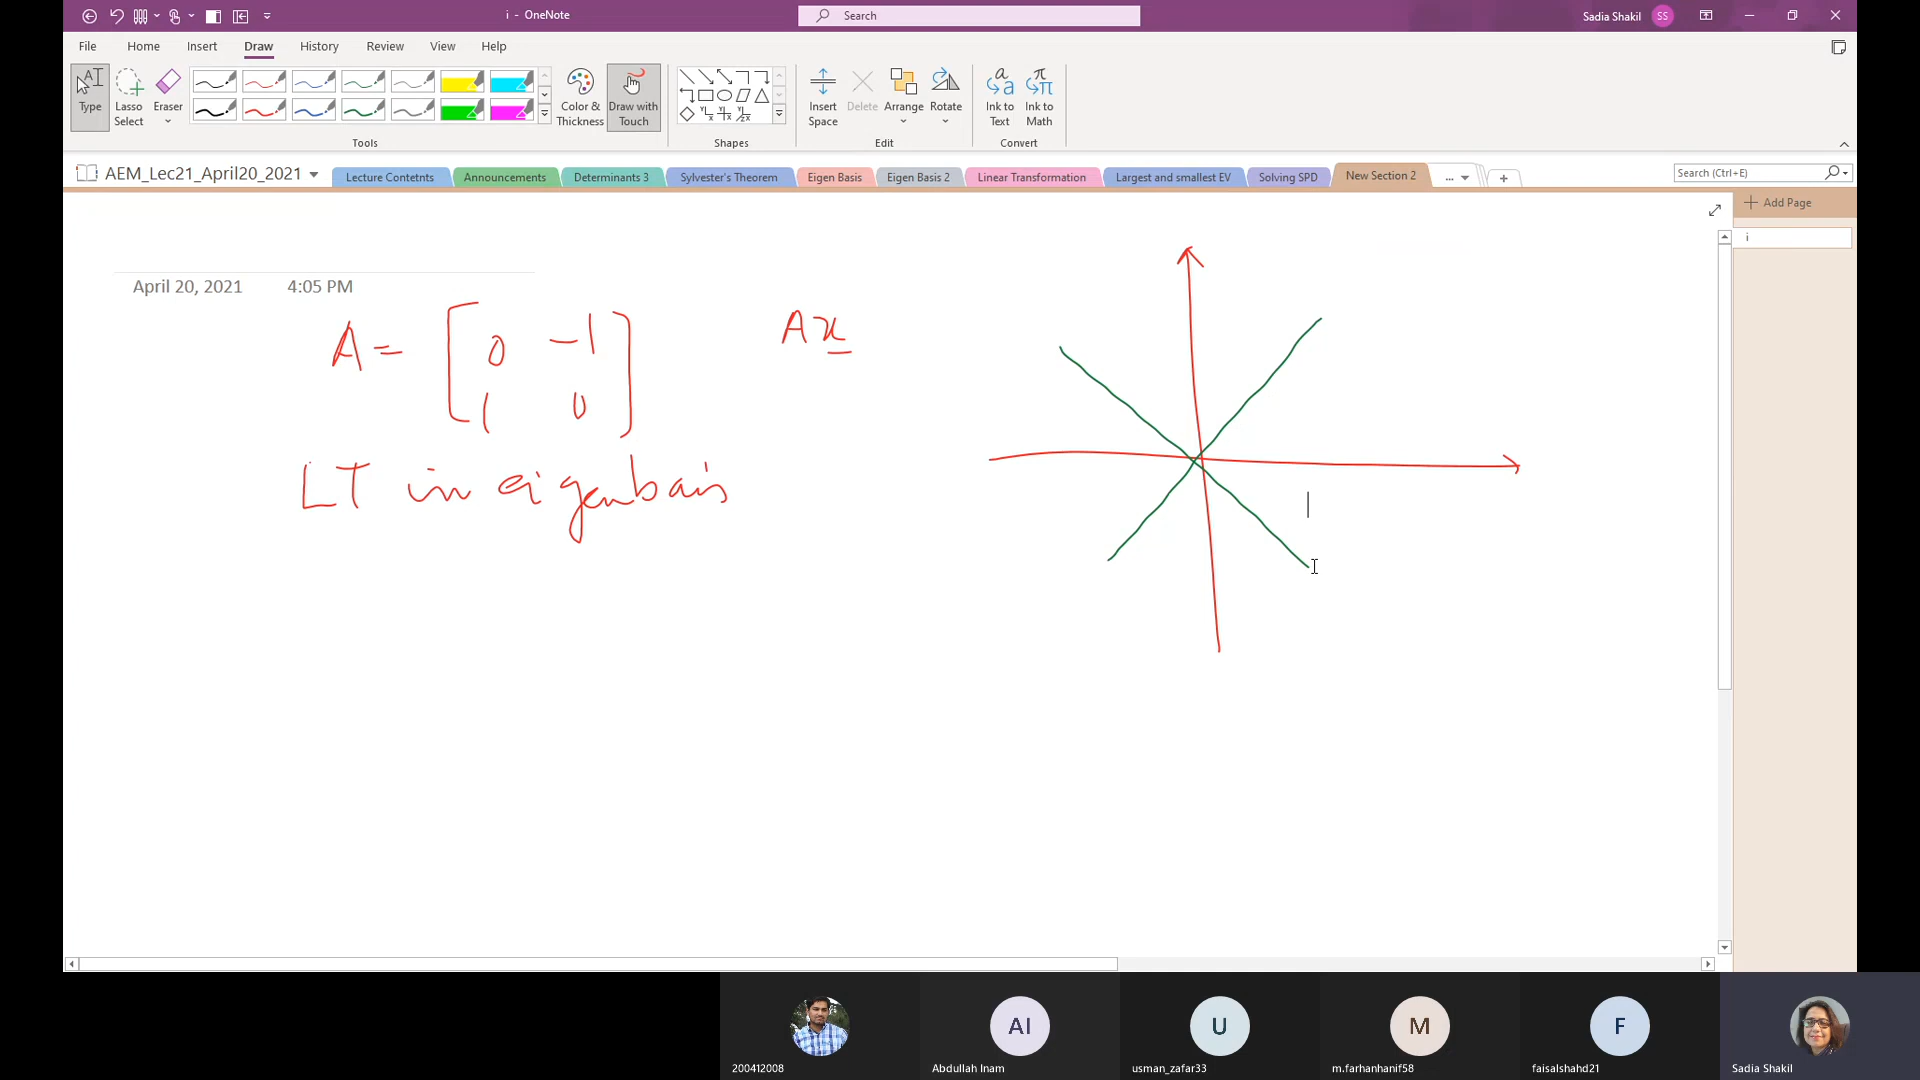 i - OneNote
Search
Sadia Shakil
SS
File Home Insert Draw History Review View Help
Type
Lasso Select
Eraser
Color & Thickness
Draw with Touch
Insert Space
Delete
Arrange
Rotate
Ink to Text
Ink to Math
Tools
Shapes
Edit
Convert
AEM_Lec21_April20_2021
Lecture Contetnts
Announcements
Determinants 3
Sylvester's Theorem
Eigen Basis
Eigen Basis 2
Linear Transformation
Largest and smallest EV
Solving SPD
New Section 2
...
Search (Ctrl+E)
Add Page
i
April 20, 2021 4:05 PM
A = [ 0 -1
1 0 ]
Ax
LT in eigenbais
AI
U
M
F
200412008
Abdullah Inam
usman_zafar33
m.farhanhanif58
faisalshahd21
Sadia Shakil